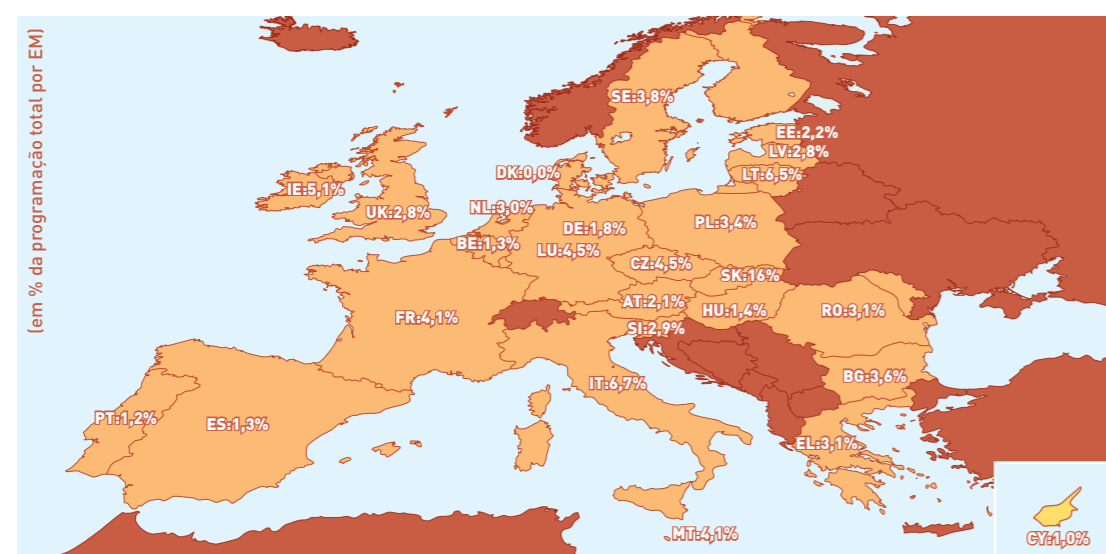 (em % da programação total por EM)
SE:3,8%
EE:2,2%
LV:2,8%
DK:0,0%
LT:6,5%
IE:5,1%
UK:2,8%
NL:3,0%
PL:3,4%
DE:1,8%
BE:1,3%
LU:4,5%
CZ:4,5%
SK:16%
AT:2,1%
HU:1,4%
RO:3,1%
FR:4,1%
SI:2,9%
BG:3,6%
IT:6,7%
PT:1,2%
ES:1,3%
EL:3,1%
MT:4,1%
CY:1,0%